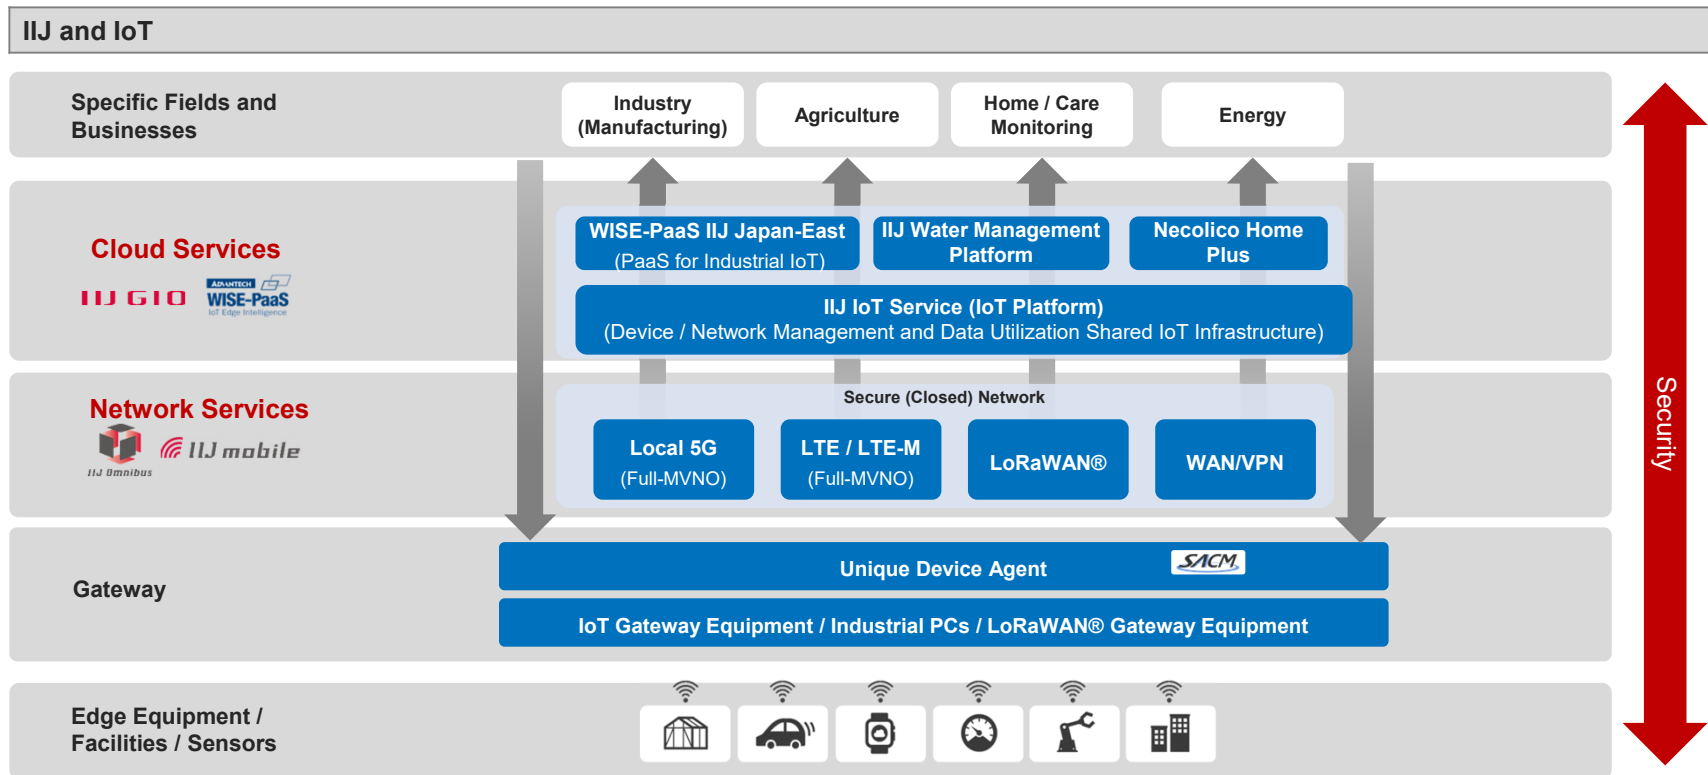 IIJ and IoT
Specific Fields and
Businesses
Industry
(Manufacturing)
Agriculture
Home / Care
Monitoring
Energy
Cloud Services
IIJ GIO
ADVANTECH
WISE-PaaS
IoT Edge Intelligence
WISE-PaaS IIJ Japan-East
(PaaS for Industrial IoT)
IIJ Water Management
Platform
Necolico Home
Plus
IIJ IoT Service (IoT Platform)
(Device / Network Management and Data Utilization Shared IoT Infrastructure)
Network Services
IIJ Omnibus
IIJ mobile
Secure (Closed) Network
Local 5G
(Full-MVNO)
LTE / LTE-M
(Full-MVNO)
LoRaWAN®
WAN/VPN
Gateway
Unique Device Agent
SACM
IoT Gateway Equipment / Industrial PCs / LoRaWAN® Gateway Equipment
Edge Equipment /
Facilities / Sensors
Security